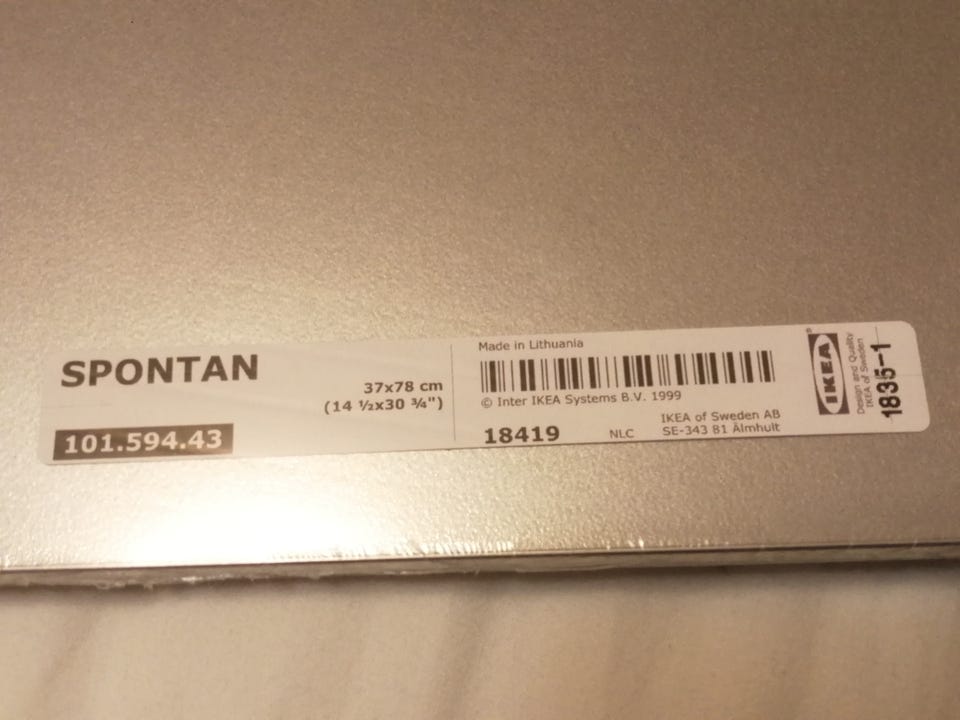 SPONTAN
37x78 cm
(14 ½x30 ¾")
101.594.43
Made in Lithuania
© Inter IKEA Systems B.V. 1999
18419
NLC
IKEA of Sweden AB
SE-343 81 Älmhult
IKEA®
Design and Quality
IKEA of Sweden
1835-1